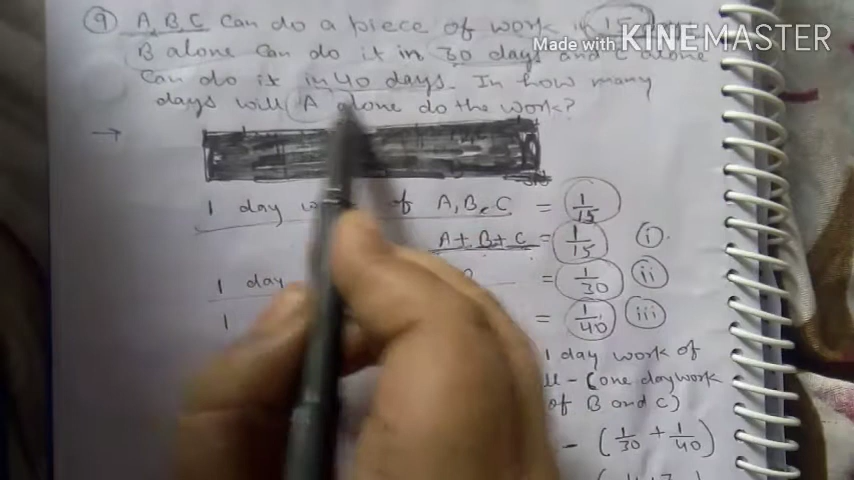 9 A, B, C Can do a piece of work in 15
B alone Can do it in 30 days and C alone
Can do it in 40 days. In how many
days will A alone do the work?
→
1 day of A, B, C = 1/15
A + B + C = 1/15 (i).
1 day = 1/30 (ii)
1 = 1/40 (iii)
1 day work of
- (one day work
of B and C)
- (1/30 + 1/40)
Made with KINEMASTER